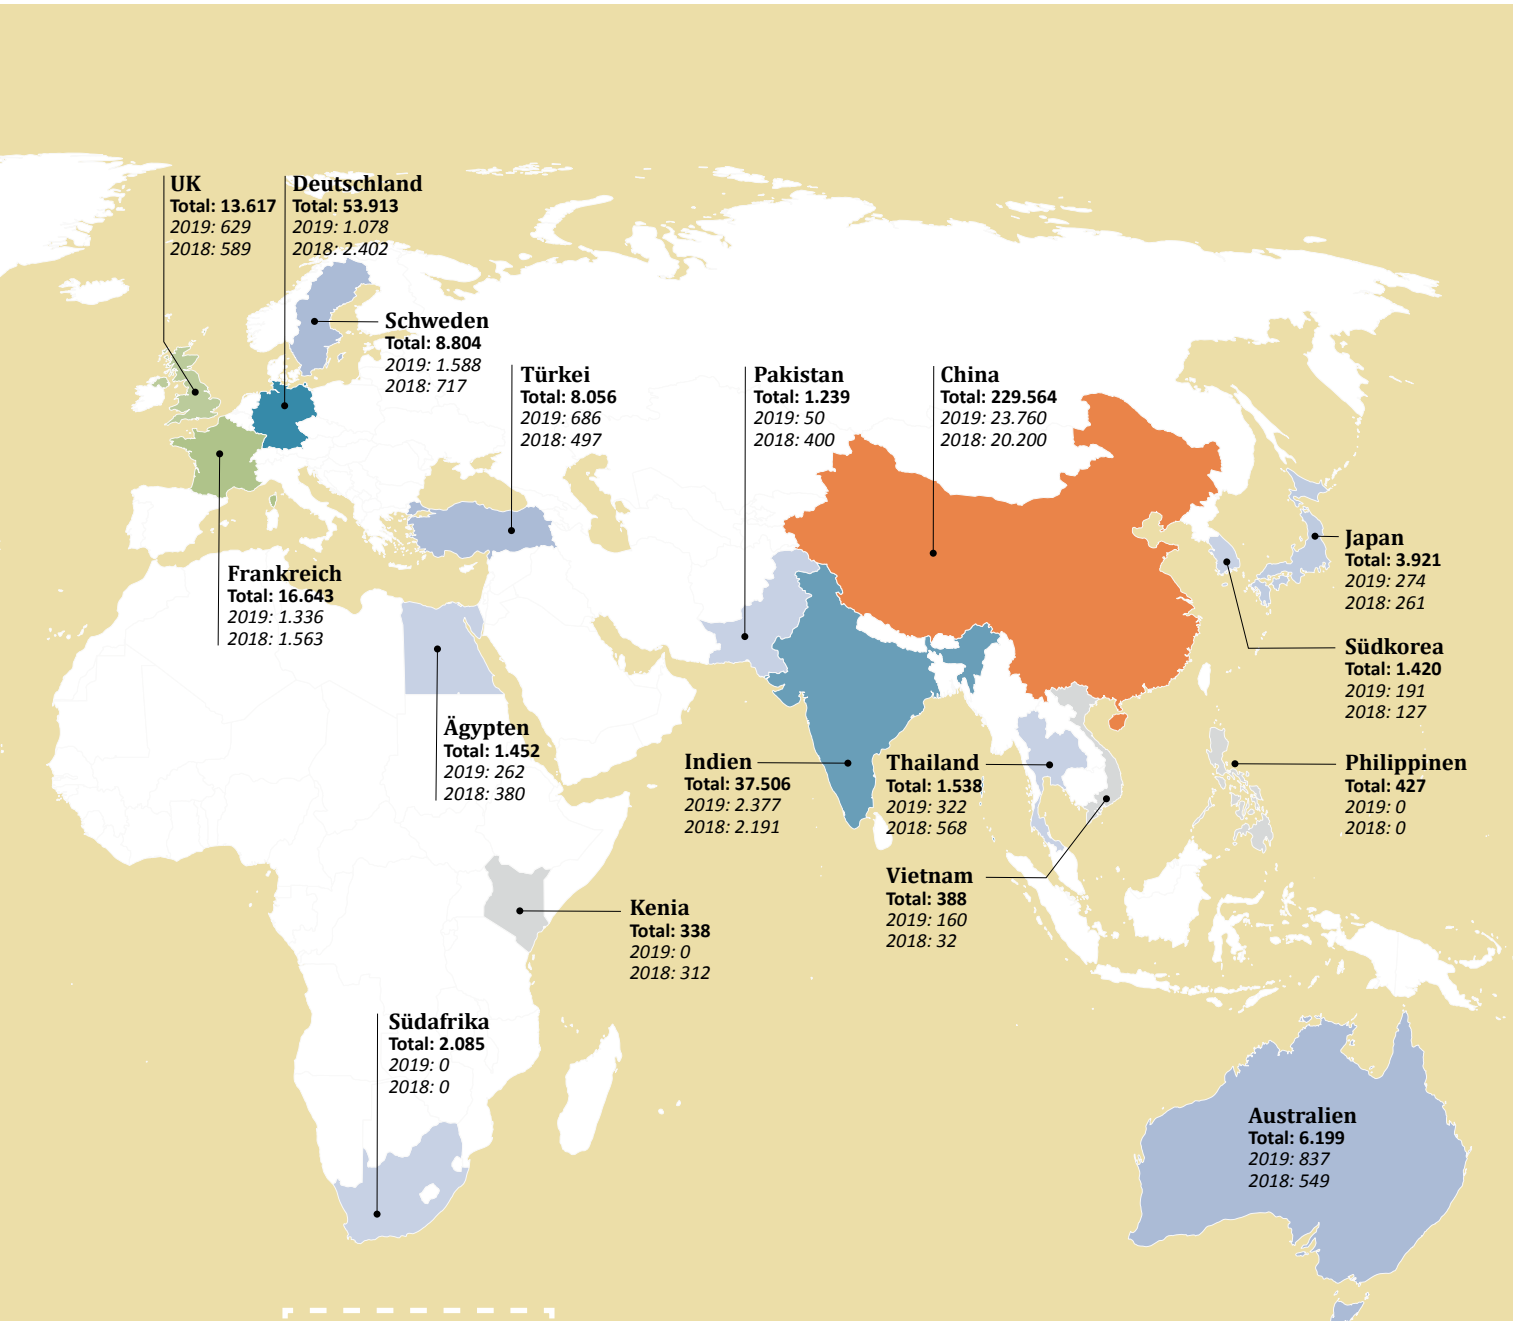 UK
Total: 13.617
2019: 629
2018: 589
Deutschland
Total: 53.913
2019: 1.078
2018: 2.402
Schweden
Total: 8.804
2019: 1.588
2018: 717
Türkei
Total: 8.056
2019: 686
2018: 497
Pakistan
Total: 1.239
2019: 50
2018: 400
China
Total: 229.564
2019: 23.760
2018: 20.200
Japan
Total: 3.921
2019: 274
2018: 261
Frankreich
Total: 16.643
2019: 1.336
2018: 1.563
Südkorea
Total: 1.420
2019: 191
2018: 127
Ägypten
Total: 1.452
2019: 262
2018: 380
Indien
Total: 37.506
2019: 2.377
2018: 2.191
Thailand
Total: 1.538
2019: 322
2018: 568
Philippinen
Total: 427
2019: 0
2018: 0
Vietnam
Total: 388
2019: 160
2018: 32
Kenia
Total: 338
2019: 0
2018: 312
Südafrika
Total: 2.085
2019: 0
2018: 0
Australien
Total: 6.199
2019: 837
2018: 549